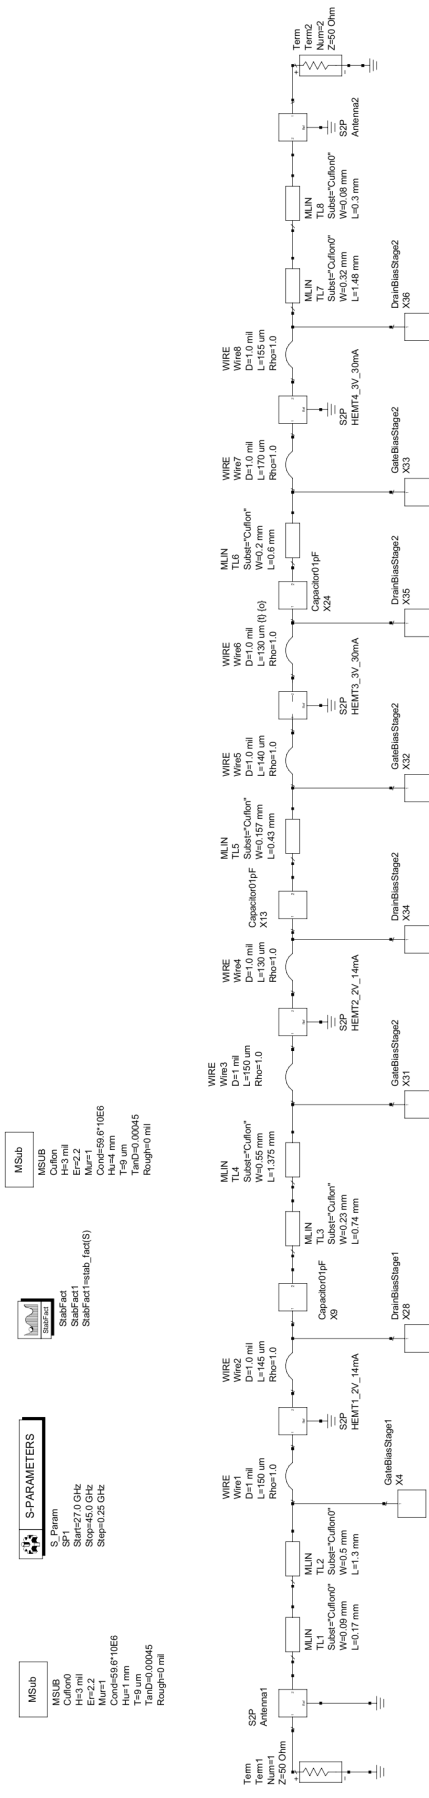 MSub
MSUB
Cuflon0
H=3 mil
Er=2.2
Mur=1
Cond=59.6*10E6
Hu=1 mm
T=9 um
TanD=0.00045
Rough=0 mil
S-PARAMETERS
S_Param
SP1
Start=27.0 GHz
Stop=45.0 GHz
Step=0.25 GHz
StabFact
StabFact
StabFact1
StabFact1=stab_fact(S)
MSub
MSUB
Cuflon
H=3 mil
Er=2.2
Mur=1
Cond=59.6*10E6
Hu=4 mm
T=9 um
TanD=0.00045
Rough=0 mil
Term
Term1
Num=1
Z=50 Ohm
S2P
Antenna1
MLIN
TL1
Subst="Cuflon0"
W=0.09 mm
L=0.17 mm
MLIN
TL2
Subst="Cuflon0"
W=0.5 mm
L=1.3 mm
GateBiasStage1
X4
WIRE
Wire1
D=1 mil
L=150 um
Rho=1.0
S2P
HEMT1_2V_14mA
WIRE
Wire2
D=1.0 mil
L=145 um
Rho=1.0
DrainBiasStage1
X28
Capacitor01pF
X9
MLIN
TL3
Subst="Cuflon"
W=0.23 mm
L=0.74 mm
MLIN
TL4
Subst="Cuflon"
W=0.55 mm
L=1.375 mm
GateBiasStage2
X31
WIRE
Wire3
D=1 mil
L=150 um
Rho=1.0
S2P
HEMT2_2V_14mA
WIRE
Wire4
D=1.0 mil
L=130 um
Rho=1.0
DrainBiasStage2
X34
Capacitor01pF
X13
MLIN
TL5
Subst="Cuflon"
W=0.157 mm
L=0.43 mm
GateBiasStage2
X32
WIRE
Wire5
D=1.0 mil
L=140 um
Rho=1.0
S2P
HEMT3_3V_30mA
WIRE
Wire6
D=1.0 mil
L=130 um {t} {o}
Rho=1.0
DrainBiasStage2
X35
Capacitor01pF
X24
MLIN
TL6
Subst="Cuflon"
W=0.2 mm
L=0.6 mm
GateBiasStage2
X33
WIRE
Wire7
D=1.0 mil
L=170 um
Rho=1.0
S2P
HEMT4_3V_30mA
WIRE
Wire8
D=1.0 mil
L=155 um
Rho=1.0
DrainBiasStage2
X36
MLIN
TL7
Subst="Cuflon0"
W=0.32 mm
L=1.48 mm
MLIN
TL8
Subst="Cuflon0"
W=0.08 mm
L=0.3 mm
S2P
Antenna2
Term
Term2
Num=2
Z=50 Ohm